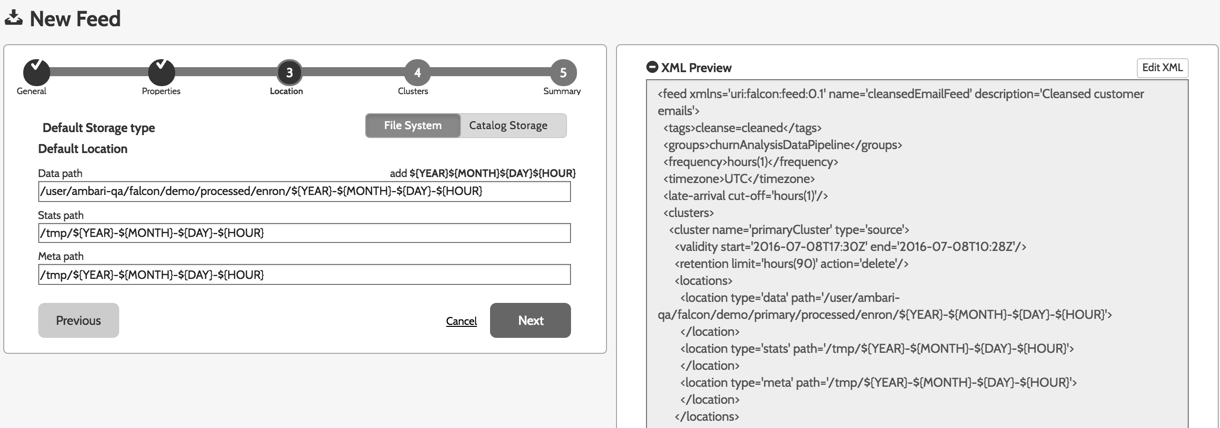 New Feed
3
4
5
General
Properties
Location
Clusters
Summary
Default Storage type
File System
Catalog Storage
Default Location
Data path
add ${YEAR}${MONTH}${DAY}${HOUR}
/user/ambari-qa/falcon/demo/processed/enron/${YEAR}-${MONTH}-${DAY}-${HOUR}
Stats path
/tmp/${YEAR}-${MONTH}-${DAY}-${HOUR}
Meta path
/tmp/${YEAR}-${MONTH}-${DAY}-${HOUR}
Previous
Cancel
Next
XML Preview
Edit XML
<feed xmlns='uri:falcon:feed:0.1' name='cleansedEmailFeed' description='Cleansed customer
emails'>
<tags>cleanse=cleaned</tags>
<groups>churnAnalysisDataPipeline</groups>
<frequency>hours(1)</frequency>
<timezone>UTC</timezone>
<late-arrival cut-off='hours(1)'/>
<clusters>
<cluster name='primaryCluster' type='source'>
<validity start='2016-07-08T17:30Z' end='2016-07-08T10:28Z'/>
<retention limit='hours(90)' action='delete'/>
<locations>
<location type='data' path='/user/ambari-
qa/falcon/demo/primary/processed/enron/${YEAR}-${MONTH}-${DAY}-${HOUR}'>
</location>
<location type='stats' path='/tmp/${YEAR}-${MONTH}-${DAY}-${HOUR}'>
</location>
<location type='meta' path='/tmp/${YEAR}-${MONTH}-${DAY}-${HOUR}'>
</location>
</locations>